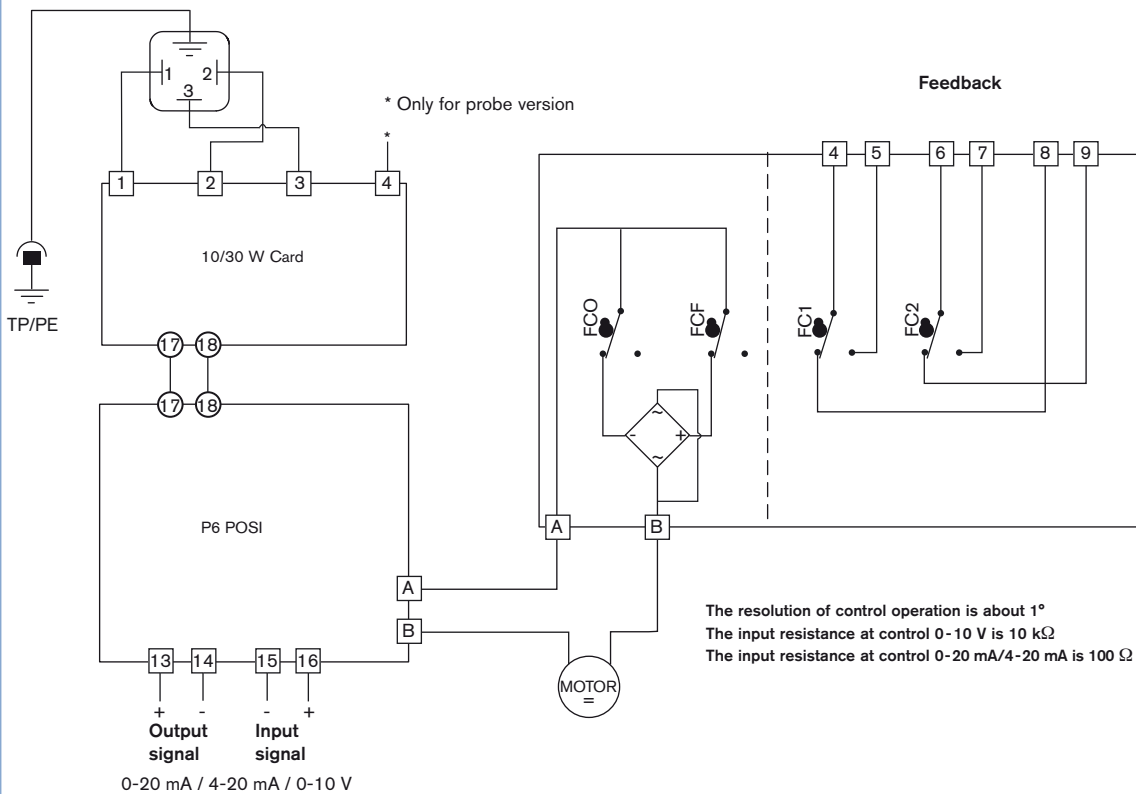 1 2
3
* Only for probe version
*
Feedback
1 2 3 4
4 5 6 7 8 9
10/30 W Card
TP/PE
FCO FCF FC1 FC2
17 18
17 18
~
- +
~
P6 POSI
A B
A
B
The resolution of control operation is about 1°
The input resistance at control 0-10 V is 10 kΩ
The input resistance at control 0-20 mA/4-20 mA is 100 Ω
13 14 15 16
MOTOR
=
+ - - +
Output
signal
Input
signal
0-20 mA / 4-20 mA / 0-10 V